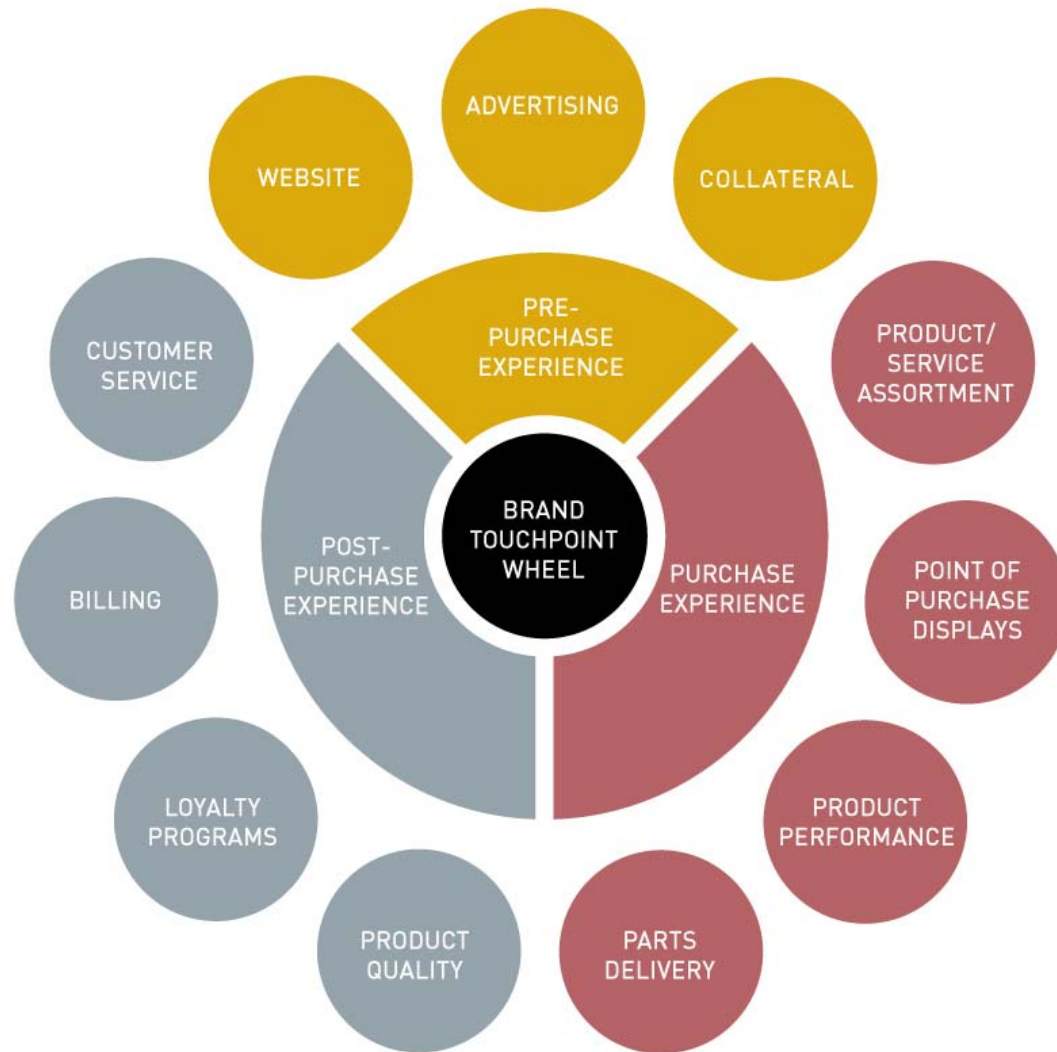 ADVERTISING
WEBSITE
COLLATERAL
PRE-
PURCHASE
EXPERIENCE
CUSTOMER
SERVICE
PRODUCT/
SERVICE
ASSORTMENT
BRAND
TOUCHPOINT
WHEEL
POST-
PURCHASE
EXPERIENCE
PURCHASE
EXPERIENCE
BILLING
POINT OF
PURCHASE
DISPLAYS
LOYALTY
PROGRAMS
PRODUCT
PERFORMANCE
PRODUCT
QUALITY
PARTS
DELIVERY